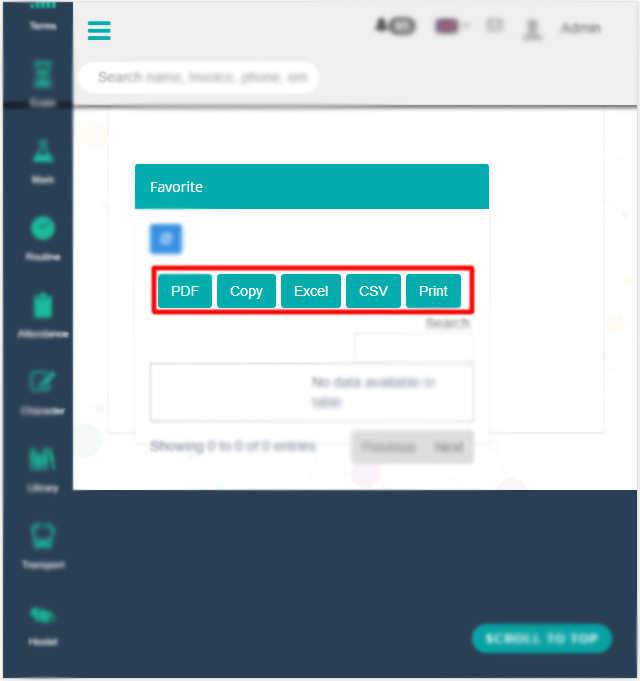 Terms
Admin
Search name, Invoice, phone, em
Exam
Mark
Favorite
Routine
PDF Copy Excel CSV Print
Search:
Attendance
No data available in
table
Character
Showing 0 to 0 of 0 entries
Previous Next
Library
Transport
Hostel
SCROLL TO TOP